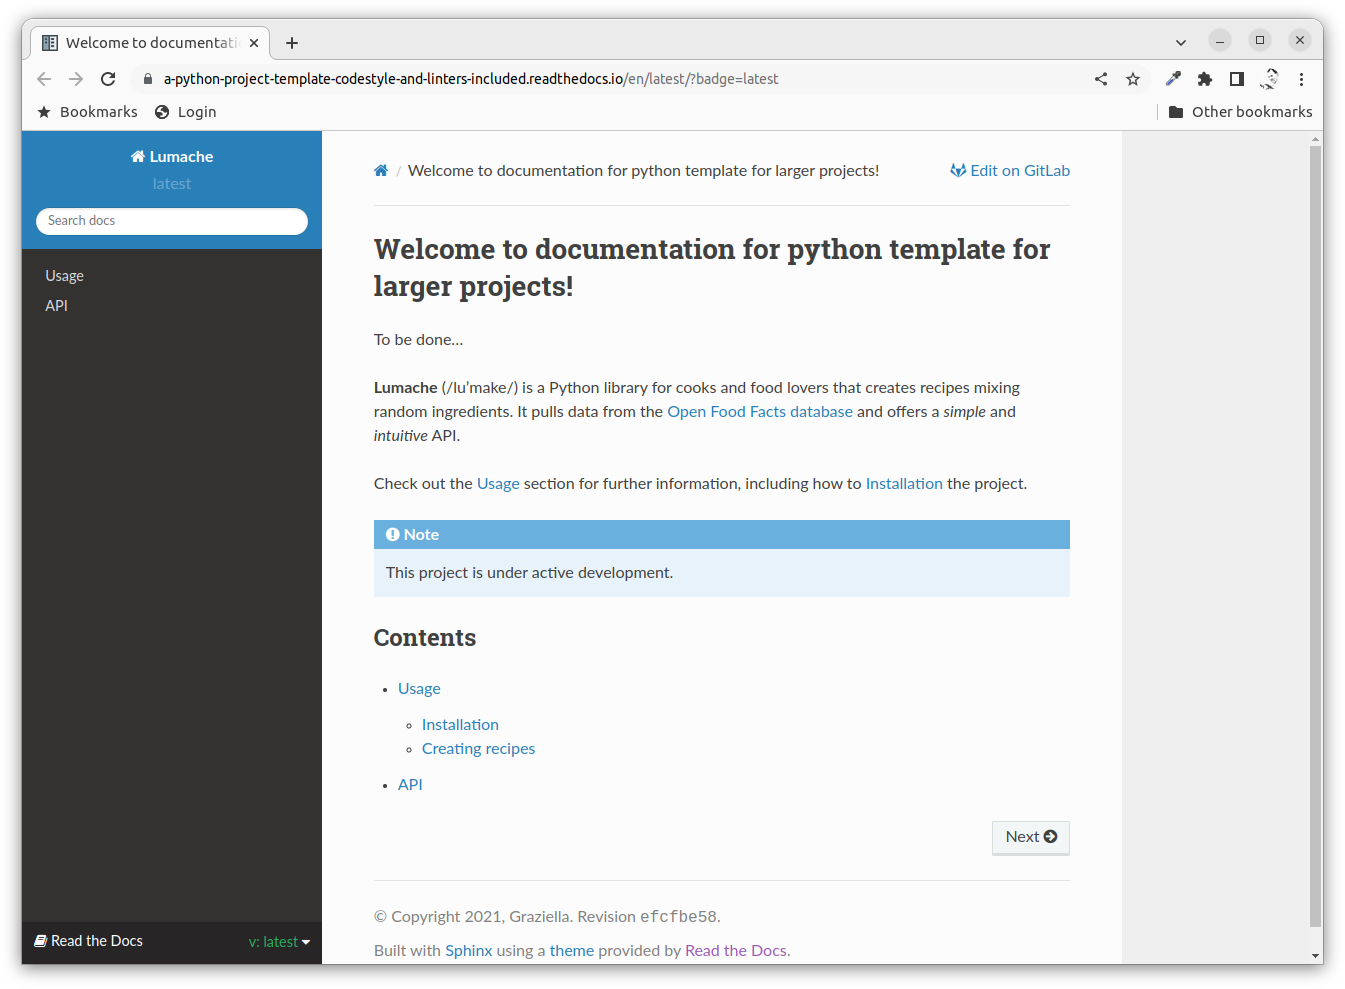 Welcome to documentati
a-python-project-template-codestyle-and-linters-included.readthedocs.io/en/latest/?badge=latest
Bookmarks Login Other bookmarks
Lumache
latest
Search docs
Usage
API
Read the Docs v: latest
/ Welcome to documentation for python template for larger projects! Edit on GitLab
Welcome to documentation for python template for
larger projects!
To be done...
Lumache (/lu'make/) is a Python library for cooks and food lovers that creates recipes mixing
random ingredients. It pulls data from the Open Food Facts database and offers a simple and
intuitive API.
Check out the Usage section for further information, including how to Installation the project.
Note
This project is under active development.
Contents
Usage
Installation
Creating recipes
API
Next
© Copyright 2021, Graziella. Revision efcfbe58.
Built with Sphinx using a theme provided by Read the Docs.